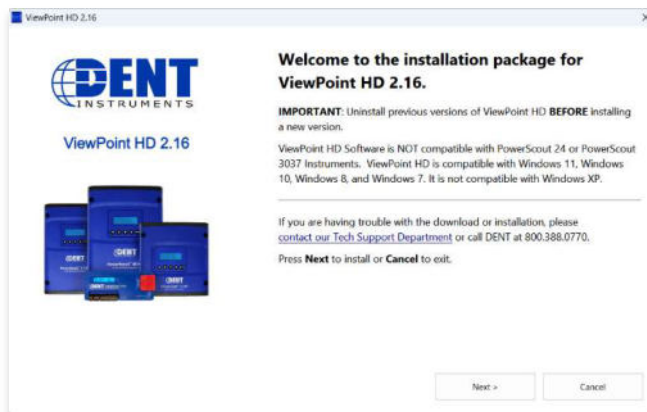 ViewPoint HD 2.16
DENT
INSTRUMENTS
ViewPoint HD 2.16
DENT
DENT
DENT
DENT
Welcome to the installation package for
ViewPoint HD 2.16.
IMPORTANT: Uninstall previous versions of ViewPoint HD BEFORE installing
a new version.
ViewPoint HD Software is NOT compatible with PowerScout 24 or PowerScout
3037 Instruments. ViewPoint HD is compatible with Windows 11, Windows
10, Windows 8, and Windows 7. It is not compatible with Windows XP.
If you are having trouble with the download or installation, please
contact our Tech Support Department or call DENT at 800.388.0770.
Press Next to install or Cancel to exit.
Next >
Cancel